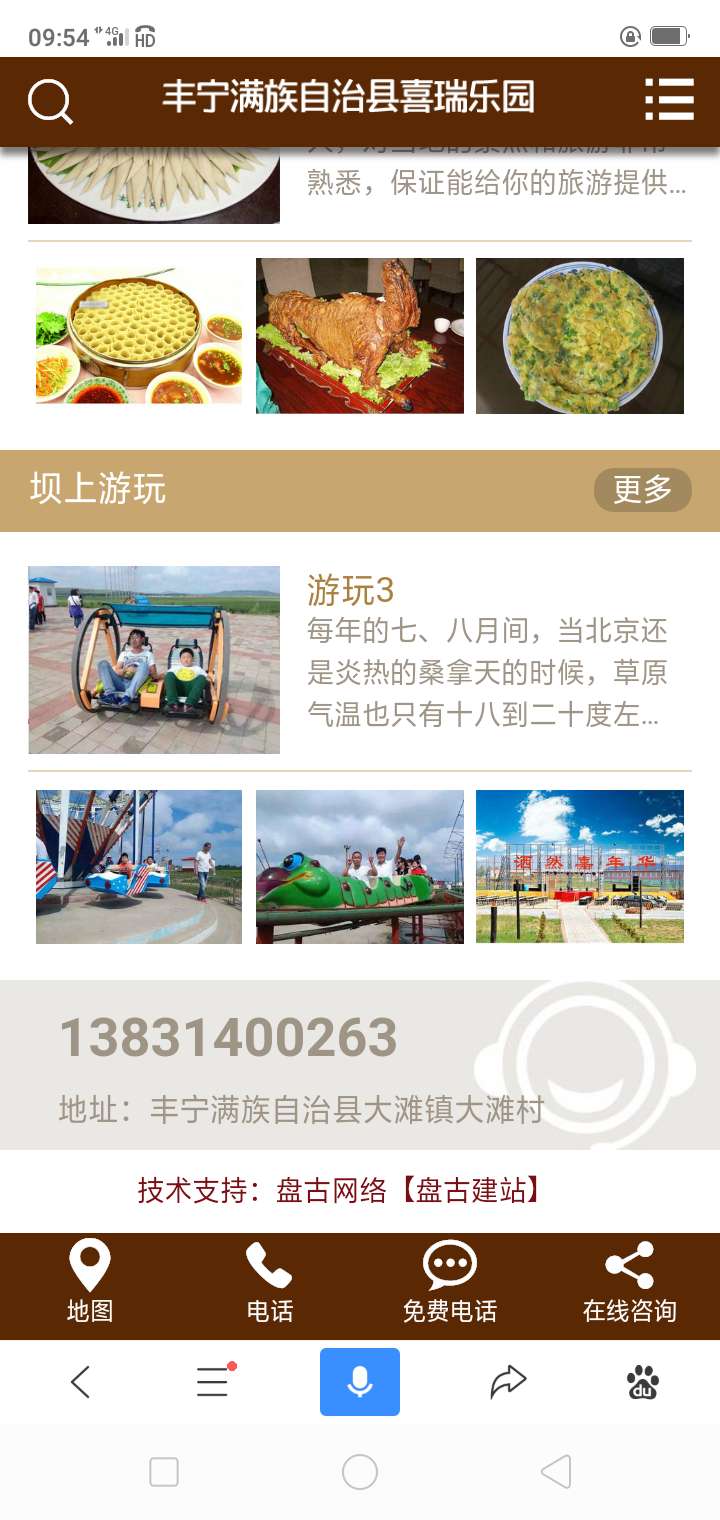 09:54 4G HD
丰宁满族自治县喜瑞乐园
熟悉，保证能给你的旅游提供...
坝上游玩
更多
游玩3
每年的七、八月间，当北京还
是炎热的桑拿天的时候，草原
气温也只有十八到二十度左...
洒然嘉年华
13831400263
地址：丰宁满族自治县大滩镇大滩村
技术支持：盘古网络【盘古建站】
地图
电话
免费电话
在线咨询
du